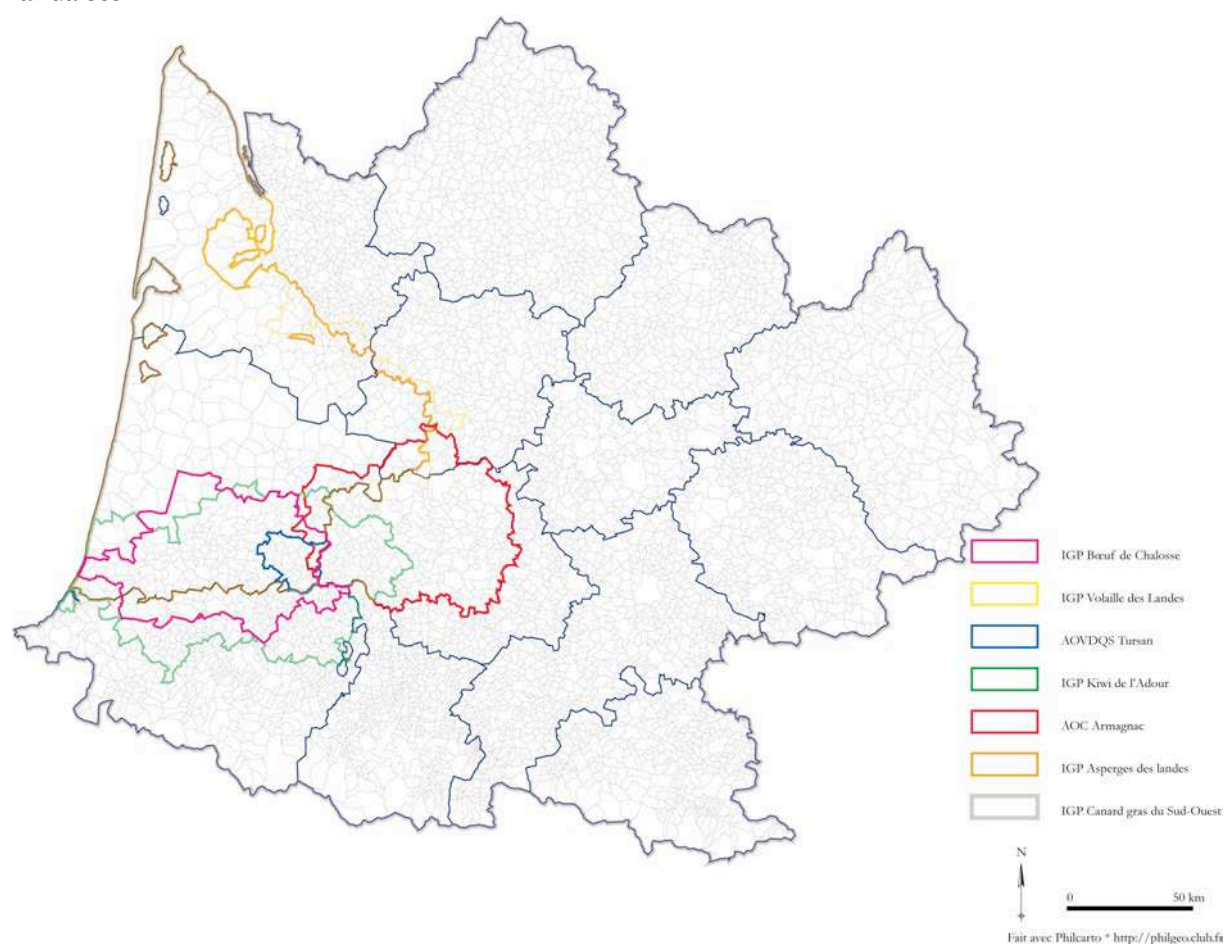 IGP Bœuf de Chalosse
IGP Volaille des Landes
AOVDQS Tursan
IGP Kiwi de l'Adour
AOC Armagnac
IGP Asperges des landes
IGP Canard gras du Sud-Ouest
N
0 50 km
Fait avec Philcarto * http://philgeo.club.fr